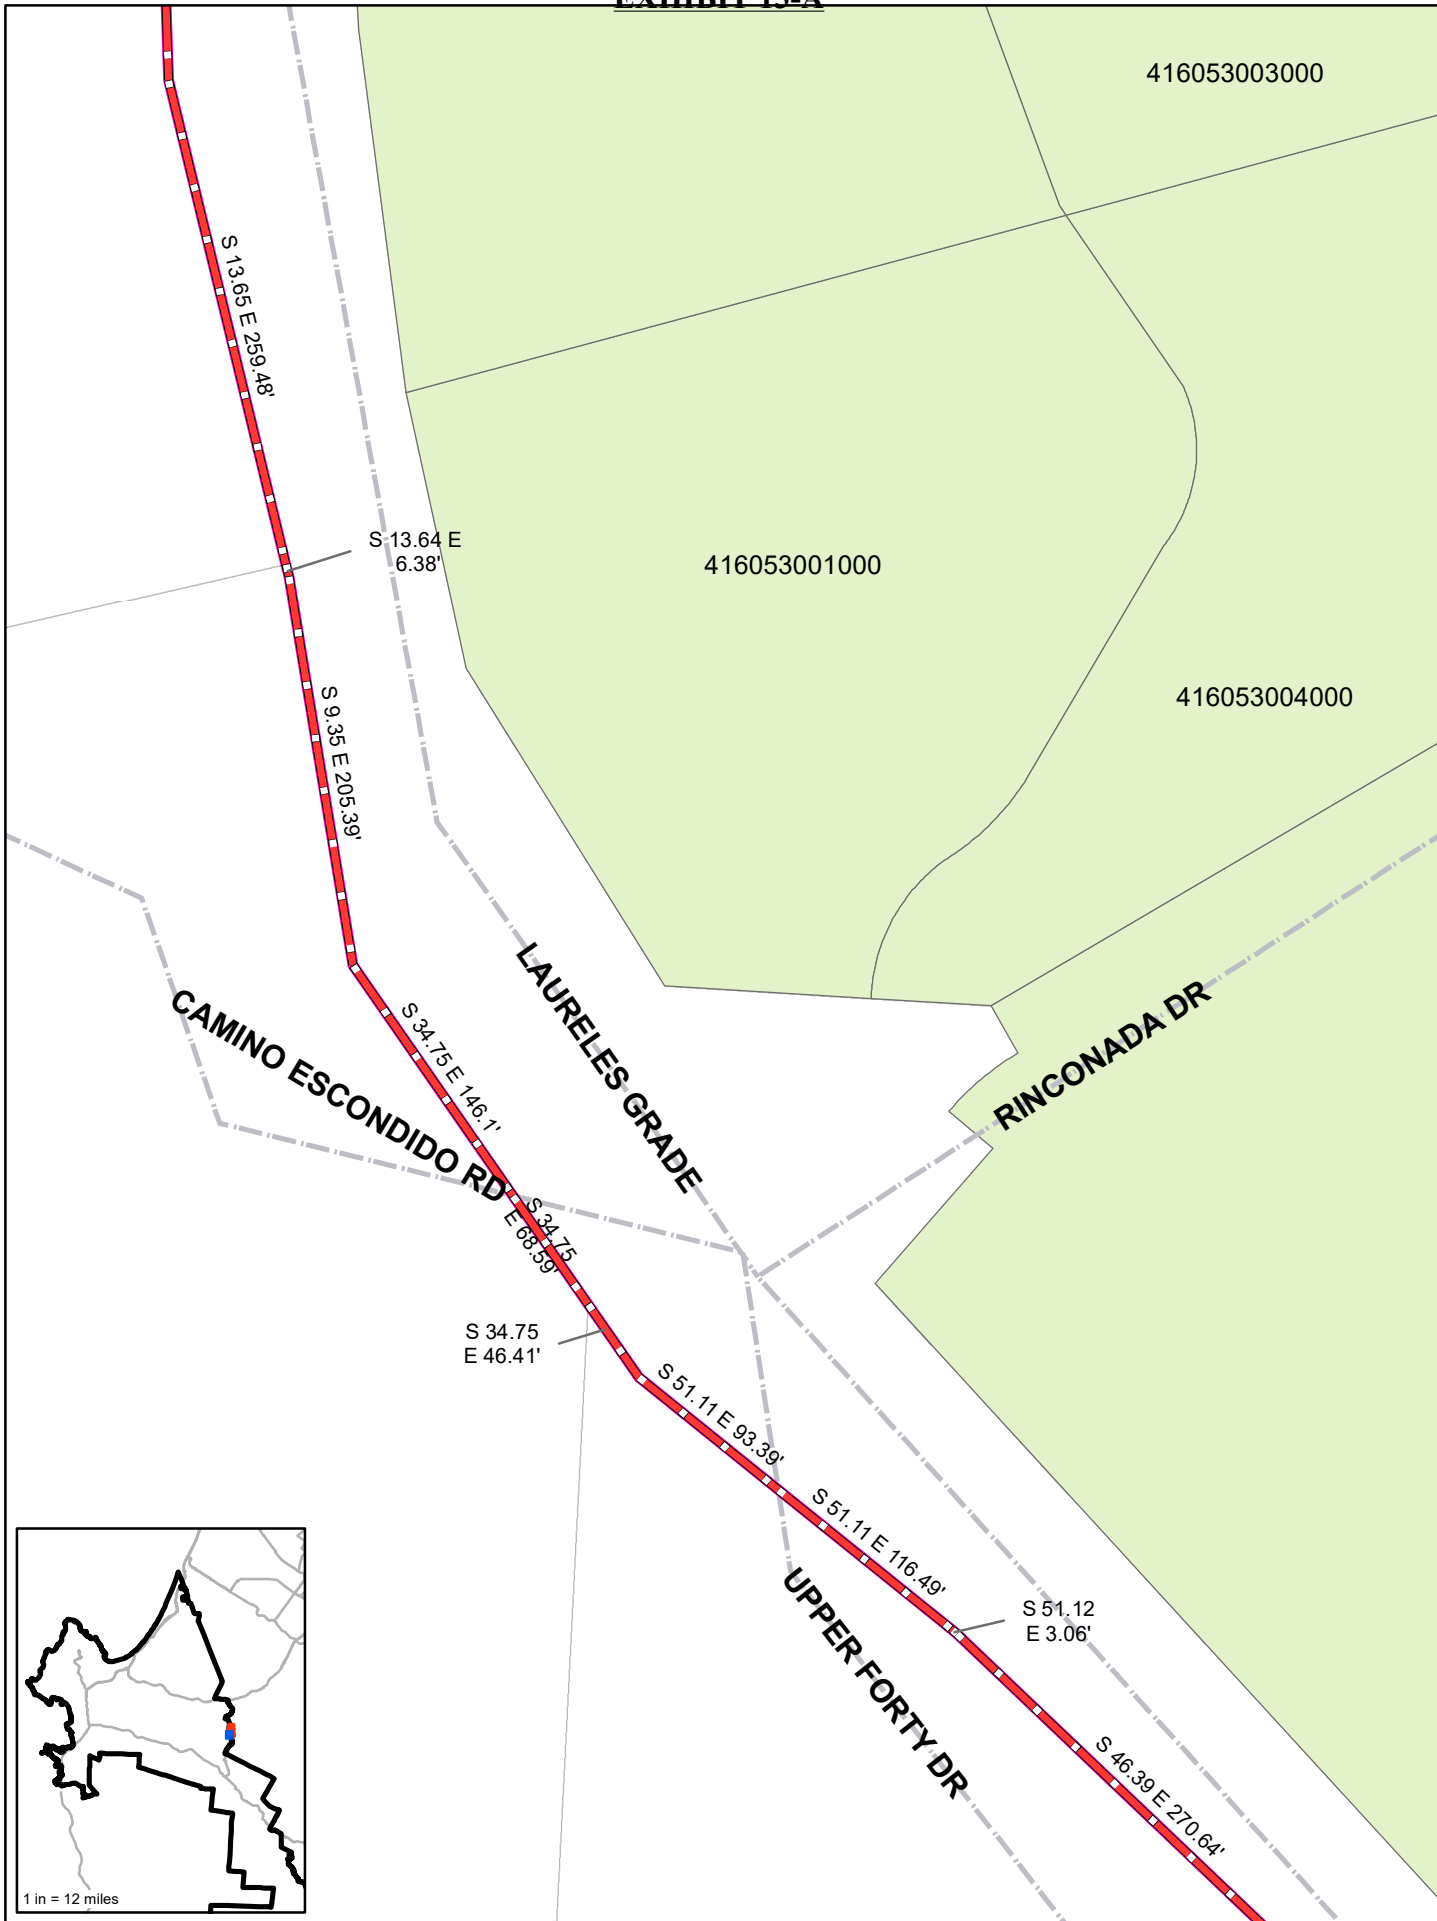 EXHIBIT 13-A
416053003000
S 13.65 E 259.48'
S 13.64 E
6.38'
416053001000
S 9.35 E 205.39'
416053004000
LAURELES GRADE
CAMINO ESCONDIDO RD
S 34.75 E 146.1'
RINCONADA DR
S 34.75
E 68.59'
S 34.75
E 46.41'
S 51.11 E 93.39'
S 51.11 E 116.49'
UPPER FORTY DR
S 51.12
E 3.06'
S 46.39 E 270.64'
1 in = 12 miles